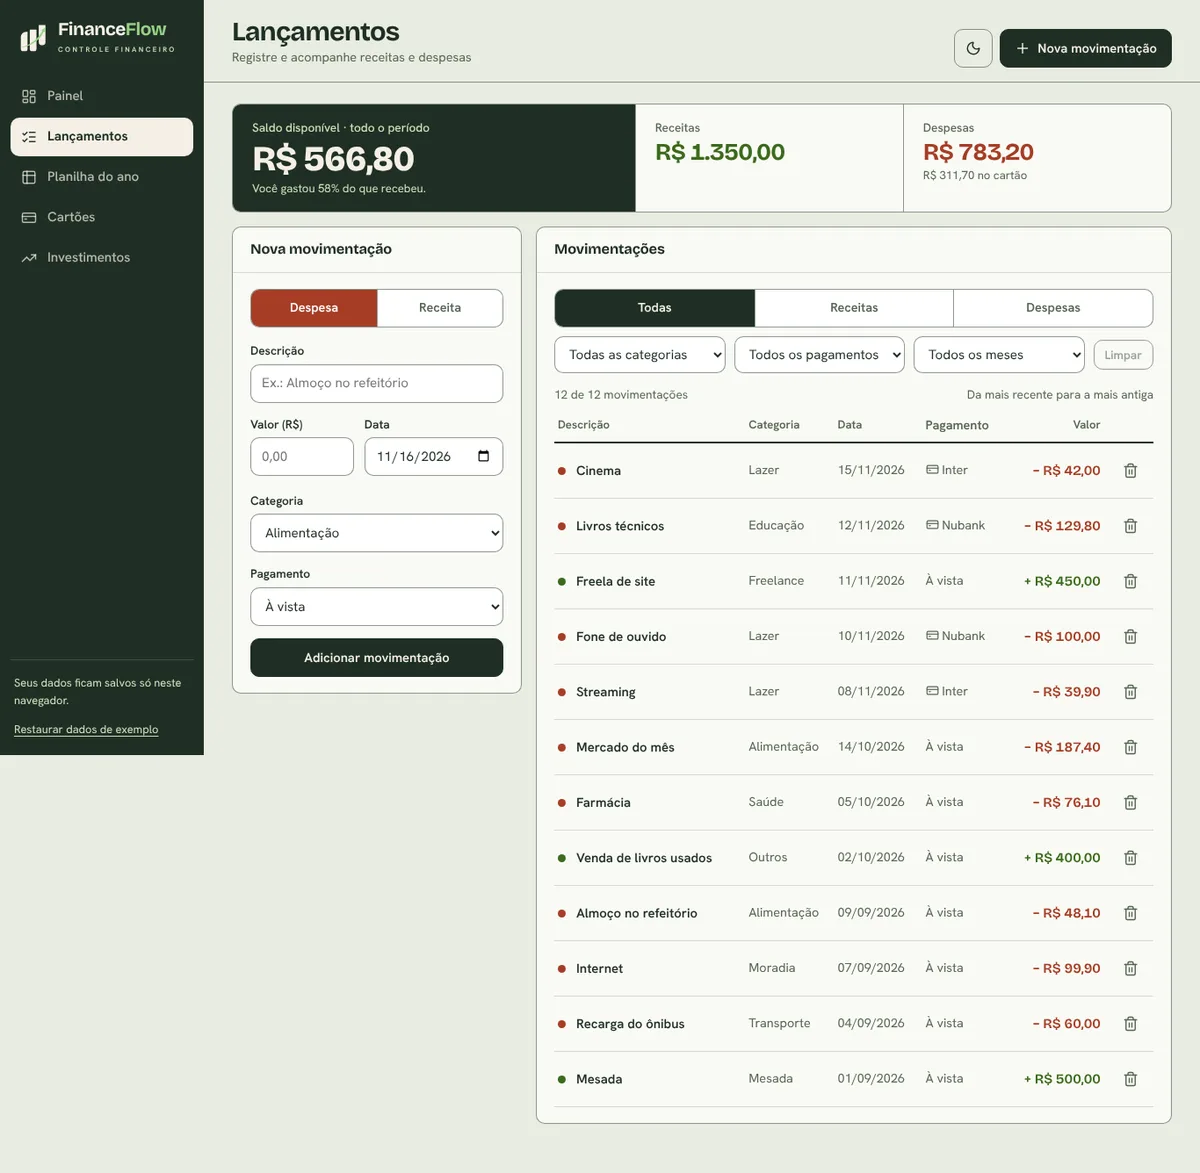 FinanceFlow
CONTROLE FINANCEIRO
Painel
Lançamentos
Planilha do ano
Cartões
Investimentos
Seus dados ficam salvos só neste
navegador.
Restaurar dados de exemplo
Lançamentos
Registre e acompanhe receitas e despesas
Nova movimentação
Saldo disponível · todo o período
R$ 566,80
Você gastou 58% do que recebeu.
Receitas
R$ 1.350,00
Despesas
R$ 783,20
R$ 311,70 no cartão
Nova movimentação
Despesa Receita
Descrição
Ex.: Almoço no refeitório
Valor (R$) Data
0,00 11/16/2026
Categoria
Alimentação
Pagamento
À vista
Adicionar movimentação
Movimentações
Todas Receitas Despesas
Todas as categorias Todos os pagamentos Todos os meses Limpar
12 de 12 movimentações Da mais recente para a mais antiga
Descrição Categoria Data Pagamento Valor
Cinema Lazer 15/11/2026 Inter − R$ 42,00
Livros técnicos Educação 12/11/2026 Nubank − R$ 129,80
Freela de site Freelance 11/11/2026 À vista + R$ 450,00
Fone de ouvido Lazer 10/11/2026 Nubank − R$ 100,00
Streaming Lazer 08/11/2026 Inter − R$ 39,90
Mercado do mês Alimentação 14/10/2026 À vista − R$ 187,40
Farmácia Saúde 05/10/2026 À vista − R$ 76,10
Venda de livros usados Outros 02/10/2026 À vista + R$ 400,00
Almoço no refeitório Alimentação 09/09/2026 À vista − R$ 48,10
Internet Moradia 07/09/2026 À vista − R$ 99,90
Recarga do ônibus Transporte 04/09/2026 À vista − R$ 60,00
Mesada Mesada 01/09/2026 À vista + R$ 500,00